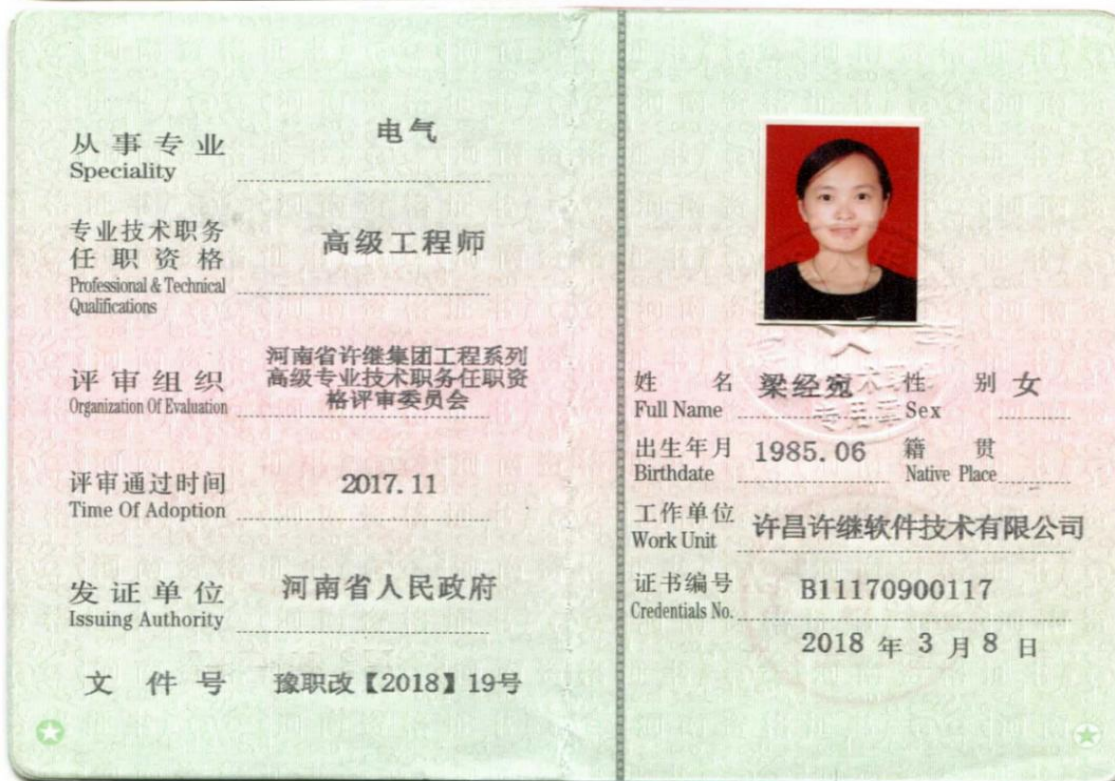 从事专业 电气
Speciality
专业技术职务
任职资格 高级工程师
Professional & Technical
Qualifications
河南省许继集团工程系列
评审组织 高级专业技术职务任职资
Organization Of Evaluation 格评审委员会
评审通过时间 2017.11
Time Of Adoption
发证单位 河南省人民政府
Issuing Authority
文件号 豫职改【2018】19号
姓名 梁经宛 性别 女
Full Name Sex
出生年月 1985.06 籍贯
Birthdate Native Place
工作单位 许昌许继软件技术有限公司
Work Unit
证书编号 B11170900117
Credentials No.
2018 年 3 月 8 日